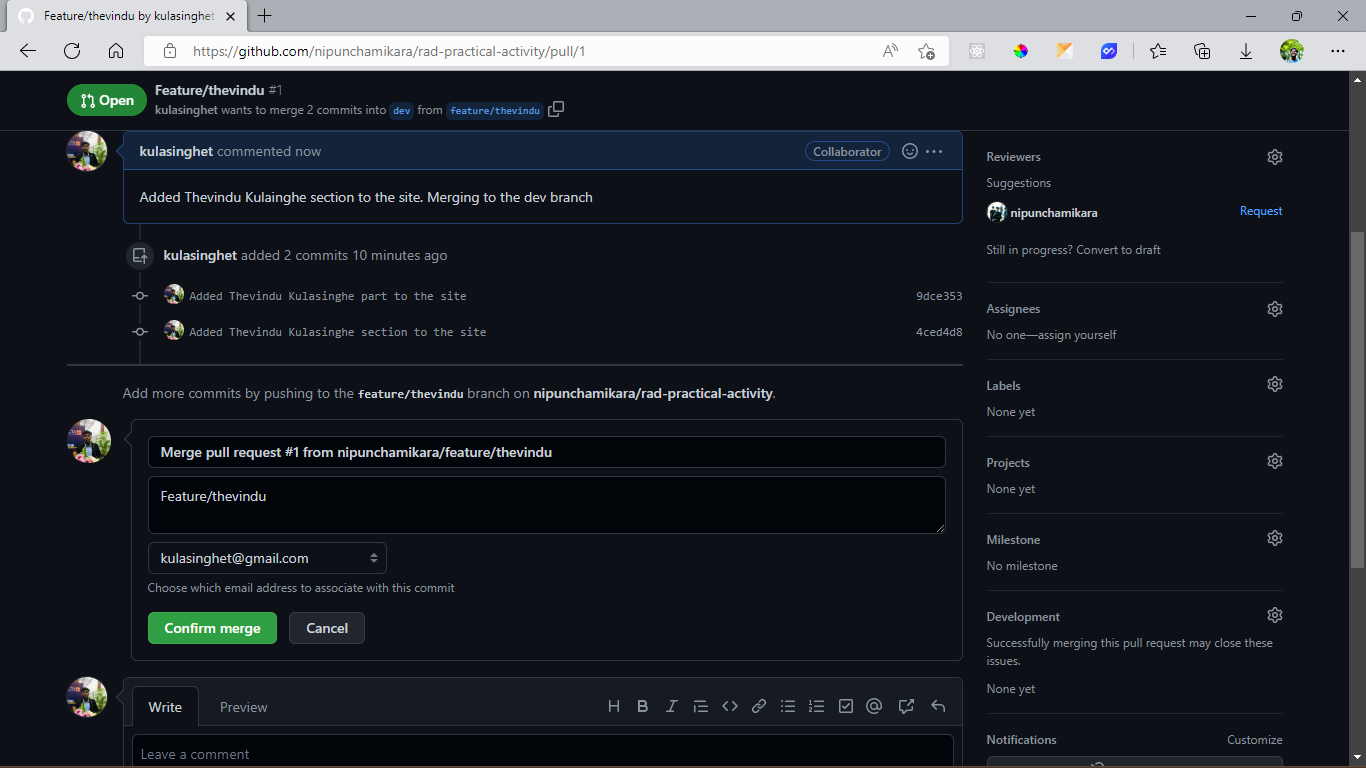 Feature/thevindu by kulasinghet
https://github.com/nipunchamikara/rad-practical-activity/pull/1
Open
Feature/thevindu #1
kulasinghet wants to merge 2 commits into dev from feature/thevindu
kulasinghet commented now
Collaborator
Added Thevindu Kulainghe section to the site. Merging to the dev branch
kulasinghet added 2 commits 10 minutes ago
Added Thevindu Kulasinghe part to the site 9dce353
Added Thevindu Kulasinghe section to the site 4ced4d8
Add more commits by pushing to the feature/thevindu branch on nipunchamikara/rad-practical-activity.
Merge pull request #1 from nipunchamikara/feature/thevindu
Feature/thevindu
kulasinghet@gmail.com
Choose which email address to associate with this commit
Confirm merge
Cancel
Write
Preview
Leave a comment
Reviewers
Suggestions
nipunchamikara
Request
Still in progress? Convert to draft
Assignees
No one—assign yourself
Labels
None yet
Projects
None yet
Milestone
No milestone
Development
Successfully merging this pull request may close these
issues.
None yet
Notifications
Customize